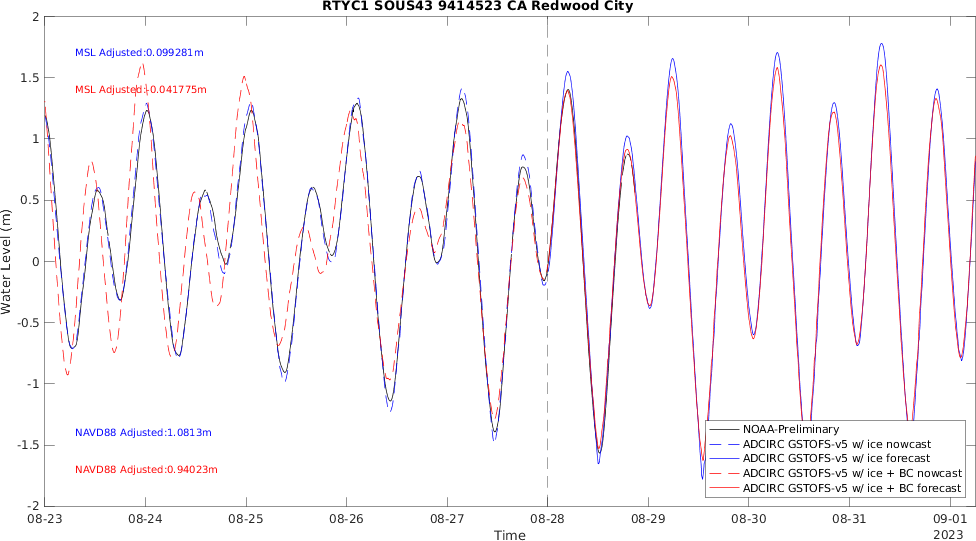 RTYC1 SOUS43 9414523 CA Redwood City
2
1.5
1
0.5
0
-0.5
-1
-1.5
-2
Water Level (m)
MSL Adjusted:0.099281m
MSL Adjusted:-0.041775m
NAVD88 Adjusted:1.0813m
NAVD88 Adjusted:0.94023m
NOAA-Preliminary
ADCIRC GSTOFS-v5 w/ ice nowcast
ADCIRC GSTOFS-v5 w/ ice forecast
ADCIRC GSTOFS-v5 w/ ice + BC nowcast
ADCIRC GSTOFS-v5 w/ ice + BC forecast
08-23 08-24 08-25 08-26 08-27 08-28 08-29 08-30 08-31 09-01
Time
2023